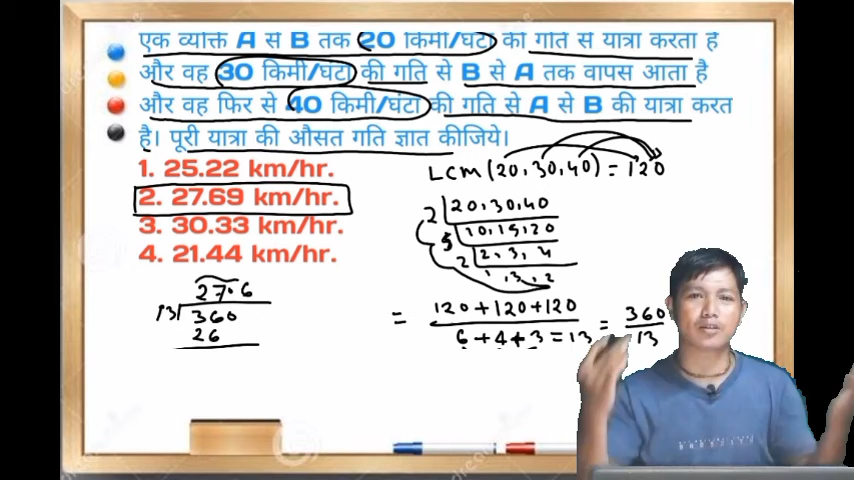 एक व्यक्ति A से B तक 20 किमी/घंटा की गति से यात्रा करता है
और वह 30 किमी/घंटा की गति से B से A तक वापस आता है
और वह फिर से 40 किमी/घंटा की गति से A से B की यात्रा करत
है। पूरी यात्रा की औसत गति ज्ञात कीजिये।
1. 25.22 km/hr.
2. 27.69 km/hr.
3. 30.33 km/hr.
4. 21.44 km/hr.
LCM (20,30,40) = 120
2 20,30,40
5 10,15,20
2 2, 3, 4
1, 3, 2
27.6
13 360
26
= 120+120+120 = 360
6+4+3=13 13